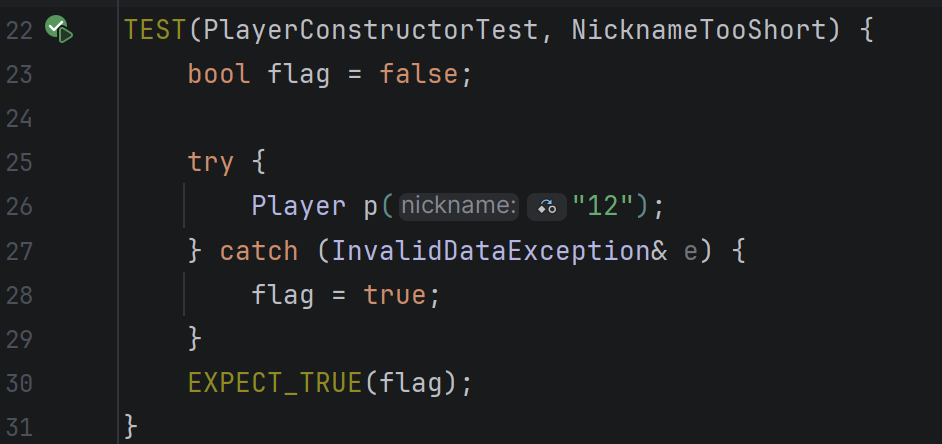 22 TEST(PlayerConstructorTest, NicknameTooShort) {
23 bool flag = false;
24
25 try {
26 Player p(nickname: "12");
27 } catch (InvalidDataException& e) {
28 flag = true;
29 }
30 EXPECT_TRUE(flag);
31 }